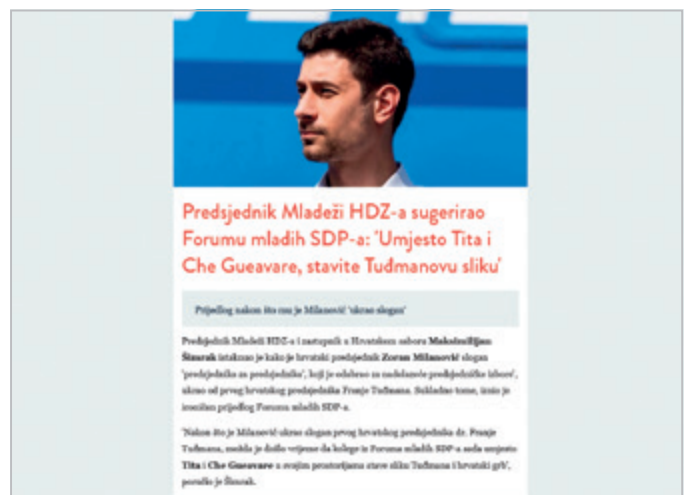 Predsjednik Mladeži HDZ-a sugerirao
Forumu mladih SDP-a: 'Umjesto Tita i
Che Gueavare, stavite Tuđmanovu sliku'
Prijedlog nakon što mu je Milanović 'ukrao slogan'
Predsjednik Mladeži HDZ-a i zastupnik u Hrvatskom saboru Maksimilijan
Šimrak istaknuo je kako je hrvatski predsjednik Zoran Milanović slogan
'predsjednika za predsjednika', koji je odabrao za nadolazeće predsjedničke izbore',
ukrao od prvog hrvatskog predsjednika Franje Tuđmana. Sukladno tome, iznio je
ironičan prijedlog Forumu mladih SDP-a.
'Nakon što je Milanović ukrao slogan prvog hrvatskog predsjednika dr. Franje
Tuđmana, možda je došlo vrijeme da kolege iz Foruma mladih SDP-a sada umjesto
Tita i Che Gueavare u svojim prostorijama stave sliku Tuđmana i hrvatski grb',
poručio je Šimrak.